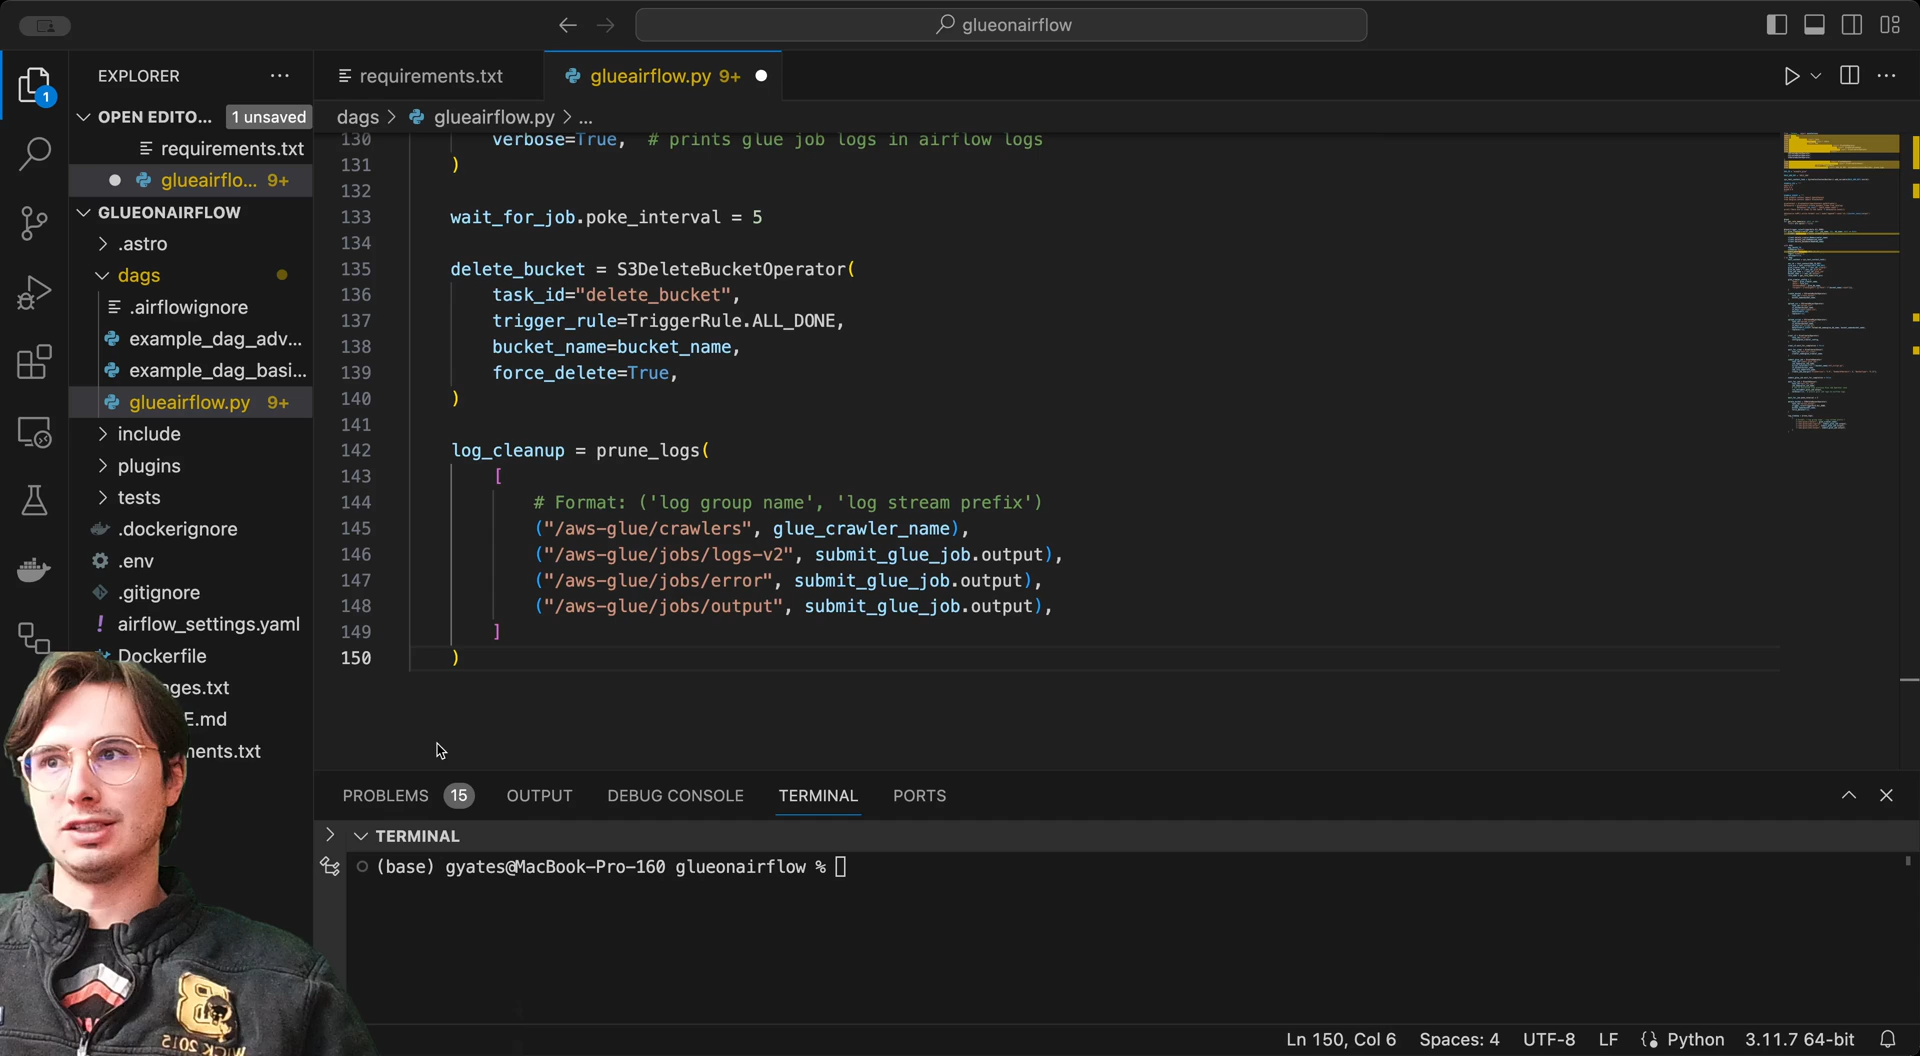 glueonairflow
EXPLORER
requirements.txt
glueairflow.py 9+
OPEN EDITO...
1 unsaved
requirements.txt
glueairflo... 9+
GLUEONAIRFLOW
.astro
dags
.airflowignore
example_dag_adv...
example_dag_basi...
glueairflow.py 9+
include
plugins
tests
.dockerignore
.env
.gitignore
airflow_settings.yaml
Dockerfile
ges.txt
E.md
ents.txt
1
dags > glueairflow.py > ...
130 verbose=True, # prints glue job logs in airflow logs
131 )
132
133 wait_for_job.poke_interval = 5
134
135 delete_bucket = S3DeleteBucketOperator(
136 task_id="delete_bucket",
137 trigger_rule=TriggerRule.ALL_DONE,
138 bucket_name=bucket_name,
139 force_delete=True,
140 )
141
142 log_cleanup = prune_logs(
143 [
144 # Format: ('log group name', 'log stream prefix')
145 ("/aws-glue/crawlers", glue_crawler_name),
146 ("/aws-glue/jobs/logs-v2", submit_glue_job.output),
147 ("/aws-glue/jobs/error", submit_glue_job.output),
148 ("/aws-glue/jobs/output", submit_glue_job.output),
149 ]
150 )
PROBLEMS 15 OUTPUT DEBUG CONSOLE TERMINAL PORTS
TERMINAL
(base) gyates@MacBook-Pro-160 glueonairflow %
Ln 150, Col 6 Spaces: 4 UTF-8 LF Python 3.11.7 64-bit